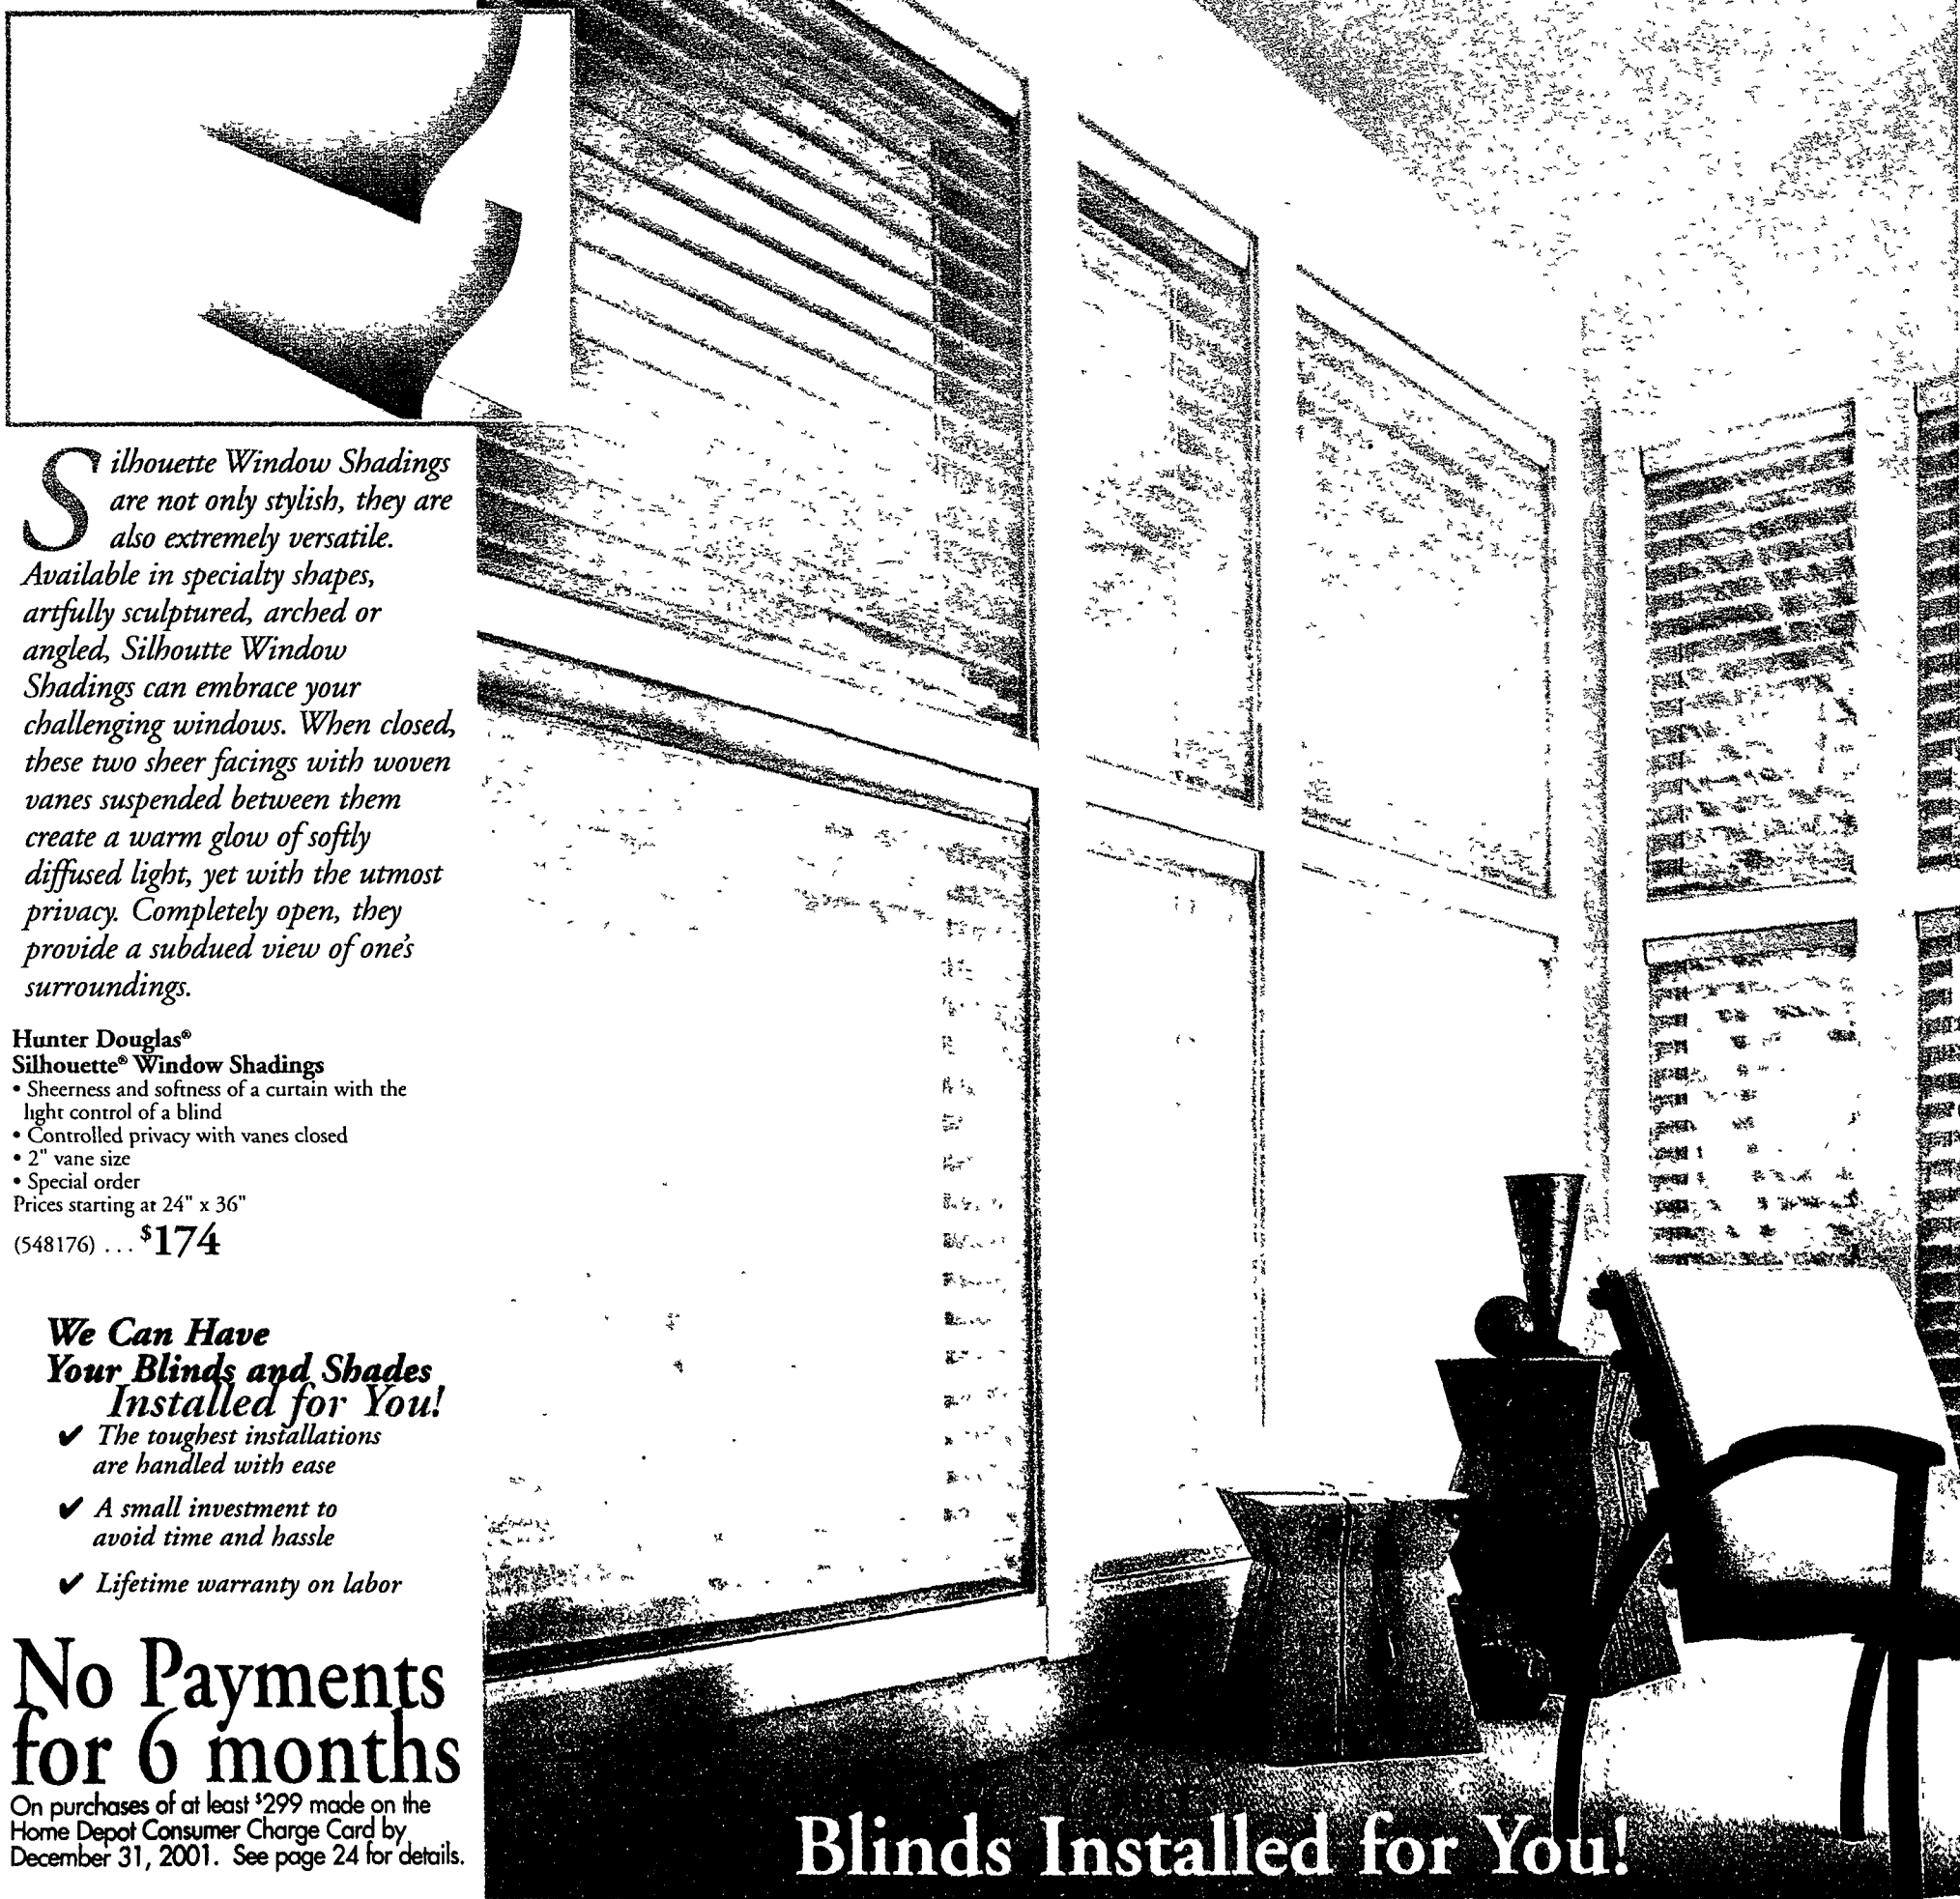 Silhouette Window Shadings
are not only stylish, they are
also extremely versatile.
Available in specialty shapes,
artfully sculptured, arched or
angled, Silhoutte Window
Shadings can embrace your
challenging windows. When closed,
these two sheer facings with woven
vanes suspended between them
create a warm glow of softly
diffused light, yet with the utmost
privacy. Completely open, they
provide a subdued view of one's
surroundings.
Hunter Douglas®
Silhouette® Window Shadings
• Sheerness and softness of a curtain with the
light control of a blind
• Controlled privacy with vanes closed
• 2" vane size
• Special order
Prices starting at 24" x 36"
(548176) ... $174
We Can Have
Your Blinds and Shades
Installed for You!
✔ The toughest installations
are handled with ease
✔ A small investment to
avoid time and hassle
✔ Lifetime warranty on labor
No Payments
for 6 months
On purchases of at least $299 made on the
Home Depot Consumer Charge Card by
December 31, 2001. See page 24 for details.
Blinds Installed for You!